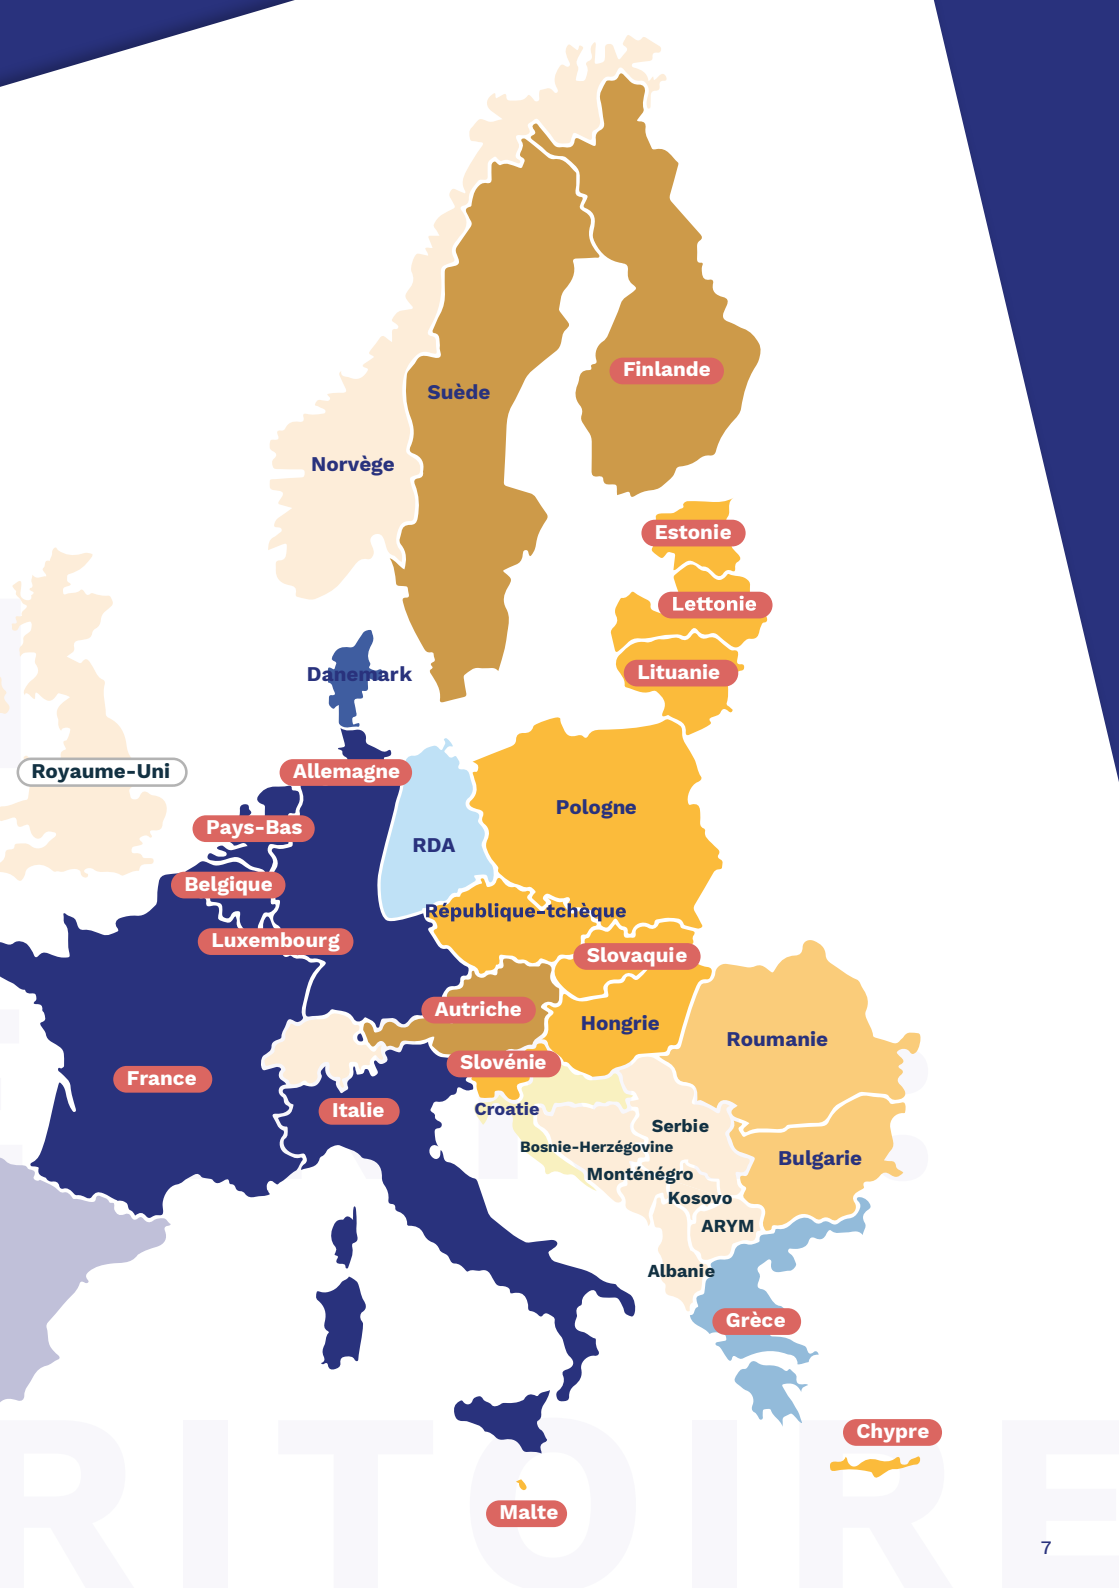 Suède
Finlande
Norvège
Estonie
Lettonie
Lituanie
Danemark
Royaume-Uni
Allemagne
Pologne
Pays-Bas
RDA
Belgique
République-tchèque
Luxembourg
Slovaquie
Autriche
Hongrie
Roumanie
Slovénie
France
Italie
Croatie
Serbie
Bosnie-Herzégovine
Bulgarie
Monténégro
Kosovo
ARYM
Albanie
Grèce
Chypre
RITOIRE
Malte
7